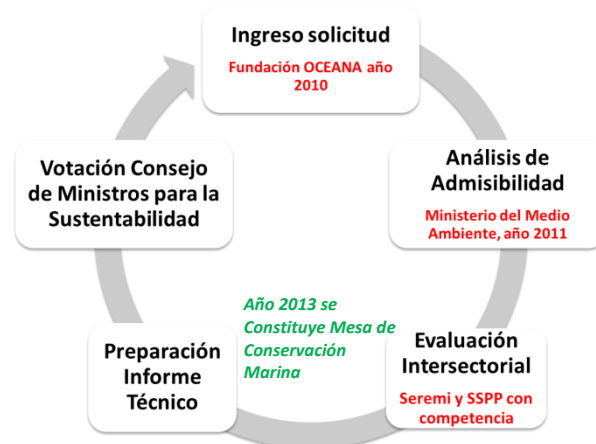 Ingreso solicitud
Fundación OCEANA año
2010
Análisis de
Admisibilidad
Ministerio del Medio
Ambiente, año 2011
Evaluación
Intersectorial
Seremi y SSPP con
competencia
Año 2013 se
Constituye Mesa de
Conservación
Marina
Preparación
Informe
Técnico
Votación Consejo
de Ministros para la
Sustentabilidad